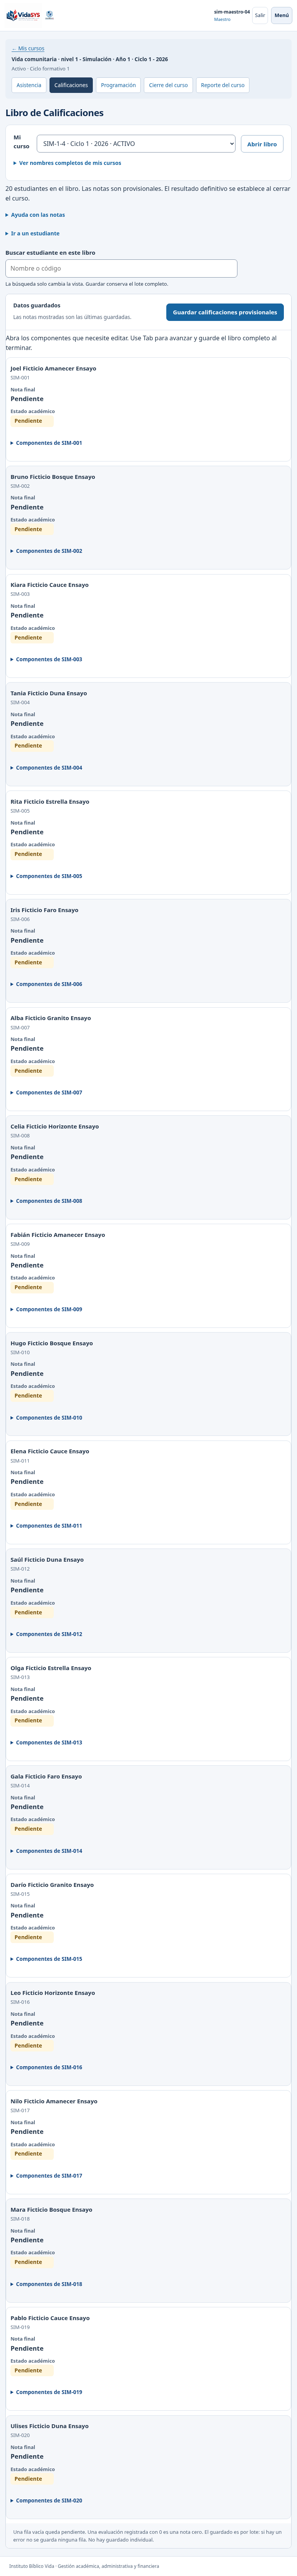 VidaSYS
sim-maestro-04
Maestro
Salir
Menú
← Mis cursos
Vida comunitaria · nivel 1 - Simulación · Año 1 · Ciclo 1 - 2026
Activo · Ciclo formativo 1
Asistencia
Calificaciones
Programación
Cierre del curso
Reporte del curso
Libro de Calificaciones
Mi curso
SIM-1-4 · Ciclo 1 · 2026 · ACTIVO
Abrir libro
Ver nombres completos de mis cursos
20 estudiantes en el libro. Las notas son provisionales. El resultado definitivo se establece al cerrar el curso.
Ayuda con las notas
Ir a un estudiante
Buscar estudiante en este libro
Nombre o código
La búsqueda solo cambia la vista. Guardar conserva el lote completo.
Datos guardados
Las notas mostradas son las últimas guardadas.
Guardar calificaciones provisionales
Abra los componentes que necesite editar. Use Tab para avanzar y guarde el libro completo al terminar.
Joel Ficticio Amanecer Ensayo
SIM-001
Nota final
Pendiente
Estado académico
Pendiente
Componentes de SIM-001
Bruno Ficticio Bosque Ensayo
SIM-002
Nota final
Pendiente
Estado académico
Pendiente
Componentes de SIM-002
Kiara Ficticio Cauce Ensayo
SIM-003
Nota final
Pendiente
Estado académico
Pendiente
Componentes de SIM-003
Tania Ficticio Duna Ensayo
SIM-004
Nota final
Pendiente
Estado académico
Pendiente
Componentes de SIM-004
Rita Ficticio Estrella Ensayo
SIM-005
Nota final
Pendiente
Estado académico
Pendiente
Componentes de SIM-005
Iris Ficticio Faro Ensayo
SIM-006
Nota final
Pendiente
Estado académico
Pendiente
Componentes de SIM-006
Alba Ficticio Granito Ensayo
SIM-007
Nota final
Pendiente
Estado académico
Pendiente
Componentes de SIM-007
Celia Ficticio Horizonte Ensayo
SIM-008
Nota final
Pendiente
Estado académico
Pendiente
Componentes de SIM-008
Fabián Ficticio Amanecer Ensayo
SIM-009
Nota final
Pendiente
Estado académico
Pendiente
Componentes de SIM-009
Hugo Ficticio Bosque Ensayo
SIM-010
Nota final
Pendiente
Estado académico
Pendiente
Componentes de SIM-010
Elena Ficticio Cauce Ensayo
SIM-011
Nota final
Pendiente
Estado académico
Pendiente
Componentes de SIM-011
Saúl Ficticio Duna Ensayo
SIM-012
Nota final
Pendiente
Estado académico
Pendiente
Componentes de SIM-012
Olga Ficticio Estrella Ensayo
SIM-013
Nota final
Pendiente
Estado académico
Pendiente
Componentes de SIM-013
Gala Ficticio Faro Ensayo
SIM-014
Nota final
Pendiente
Estado académico
Pendiente
Componentes de SIM-014
Darío Ficticio Granito Ensayo
SIM-015
Nota final
Pendiente
Estado académico
Pendiente
Componentes de SIM-015
Leo Ficticio Horizonte Ensayo
SIM-016
Nota final
Pendiente
Estado académico
Pendiente
Componentes de SIM-016
Nilo Ficticio Amanecer Ensayo
SIM-017
Nota final
Pendiente
Estado académico
Pendiente
Componentes de SIM-017
Mara Ficticio Bosque Ensayo
SIM-018
Nota final
Pendiente
Estado académico
Pendiente
Componentes de SIM-018
Pablo Ficticio Cauce Ensayo
SIM-019
Nota final
Pendiente
Estado académico
Pendiente
Componentes de SIM-019
Ulises Ficticio Duna Ensayo
SIM-020
Nota final
Pendiente
Estado académico
Pendiente
Componentes de SIM-020
Una fila vacía queda pendiente. Una evaluación registrada con 0 es una nota cero. El guardado es por lote: si hay un error no se guarda ninguna fila. No hay guardado individual.
Instituto Bíblico Vida · Gestión académica, administrativa y financiera